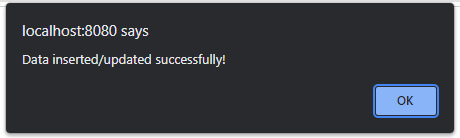 localhost:8080 says
Data inserted/updated successfully!
OK